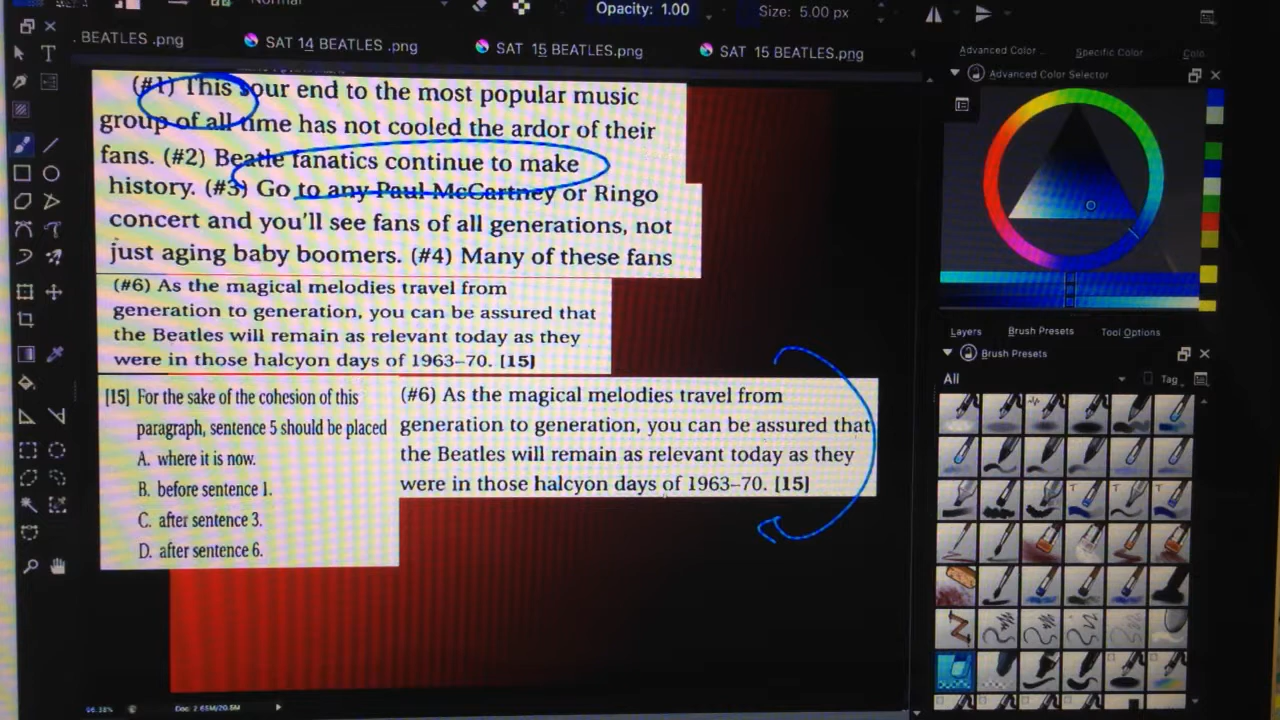 Opacity: 1.00
Size: 5.00 px
BEATLES .png
SAT 14 BEATLES .png
SAT 15 BEATLES.png
SAT 15 BEATLES.png
Advanced Color ...
Specific Color...
Colo
Advanced Color Selector
(#1) This sour end to the most popular music
group of all time has not cooled the ardor of their
fans. (#2) Beatle fanatics continue to make
history. (#3) Go to any Paul McCartney or Ringo
concert and you'll see fans of all generations, not
just aging baby boomers. (#4) Many of these fans
(#6) As the magical melodies travel from
generation to generation, you can be assured that
the Beatles will remain as relevant today as they
were in those halcyon days of 1963–70. [15]
[15] For the sake of the cohesion of this
paragraph, sentence 5 should be placed
A. where it is now.
B. before sentence 1.
C. after sentence 3.
D. after sentence 6.
(#6) As the magical melodies travel from
generation to generation, you can be assured that
the Beatles will remain as relevant today as they
were in those halcyon days of 1963–70. [15]
Layers
Brush Presets
Tool Options
Brush Presets
All
Tag
Doc: 2.65M/20.5M